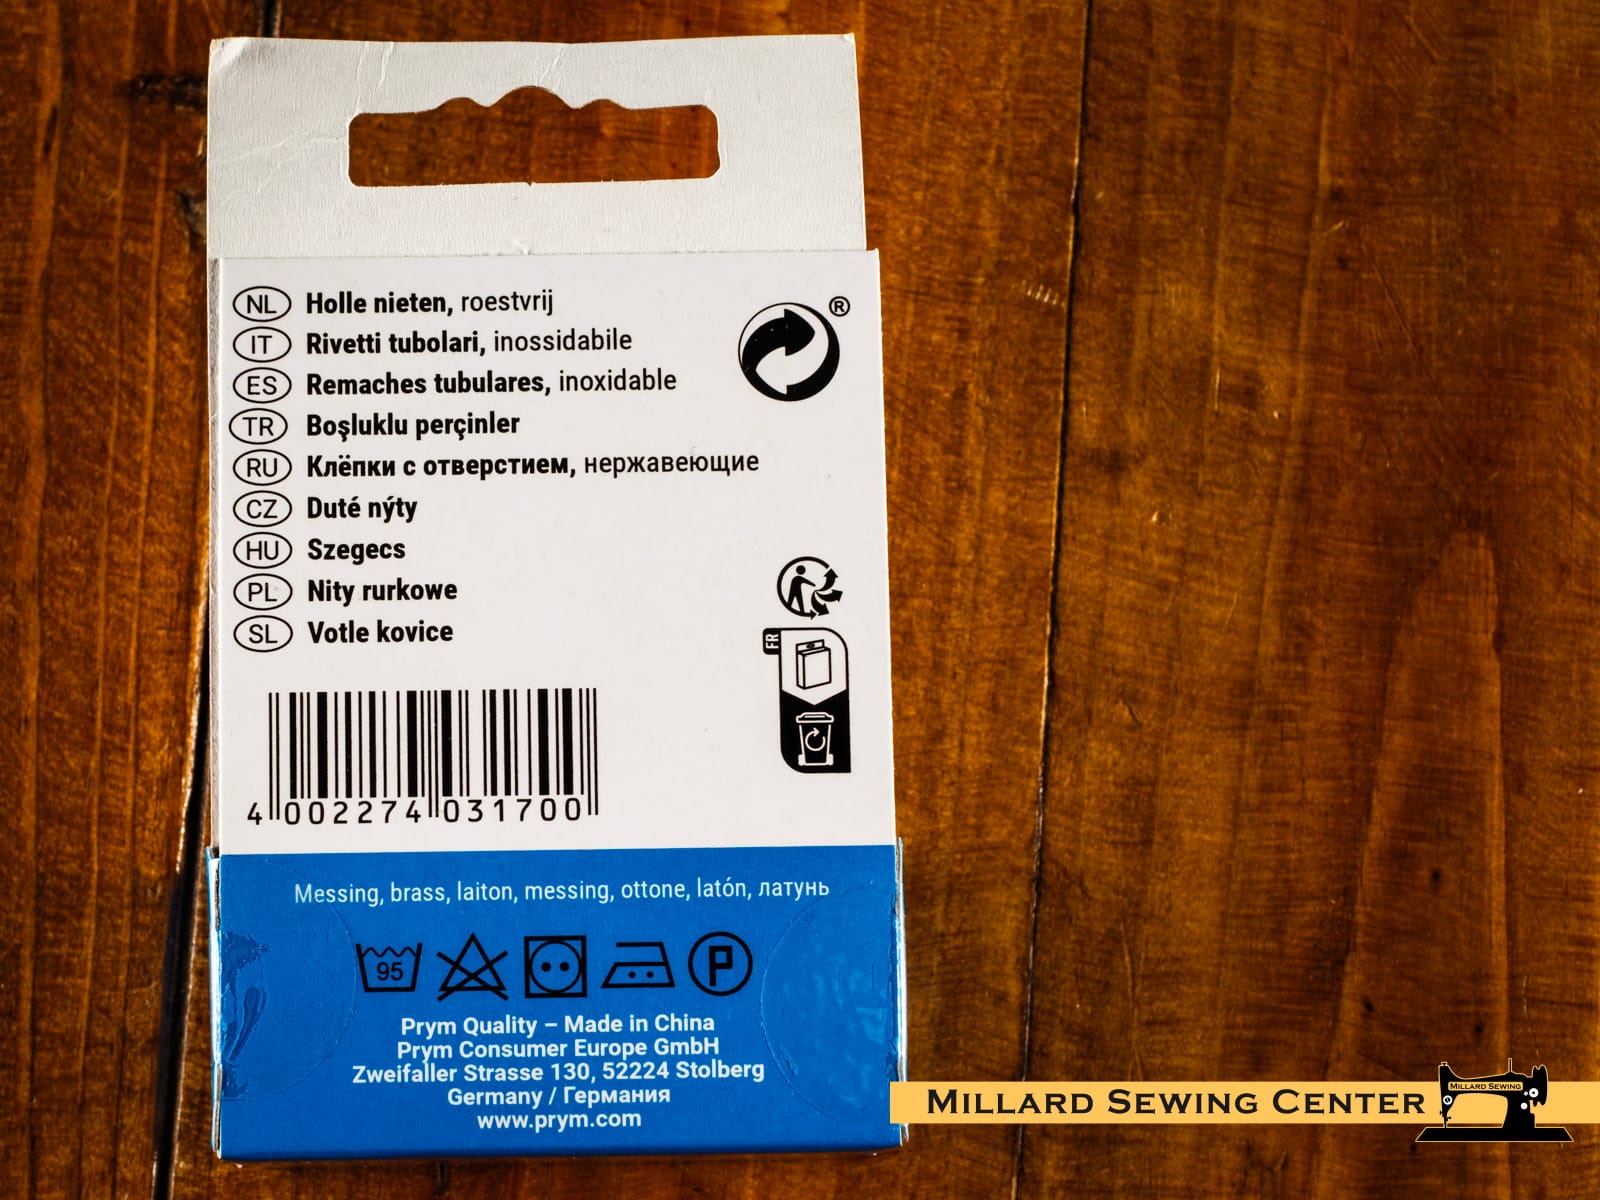 NL Holle nieten, roestvrij
®
IT Rivetti tubolari, inossidabile
ES Remaches tubulares, inoxidable
TR Boşluklu perçinler
RU Клёпки с отверстием, нержавеющие
CZ Duté nýty
HU Szegecs
PL Nity rurkowe
SL Votle kovice
FR
4 002274 031700
Messing, brass, laiton, messing, ottone, latón, латунь
95 P
Prym Quality – Made in China
Prym Consumer Europe GmbH
Zweifaller Strasse 130, 52224 Stolberg
Germany / Германия
www.prym.com
MILLARD SEWING CENTER
MILLARD SEWING